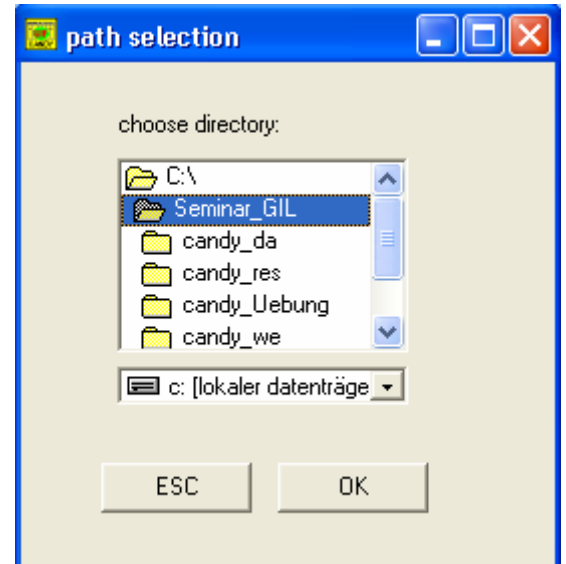 path selection
choose directory:
C:\
Seminar_GIL
candy_da
candy_res
candy_Uebung
candy_we
c: [lokaler datenträge
ESC OK